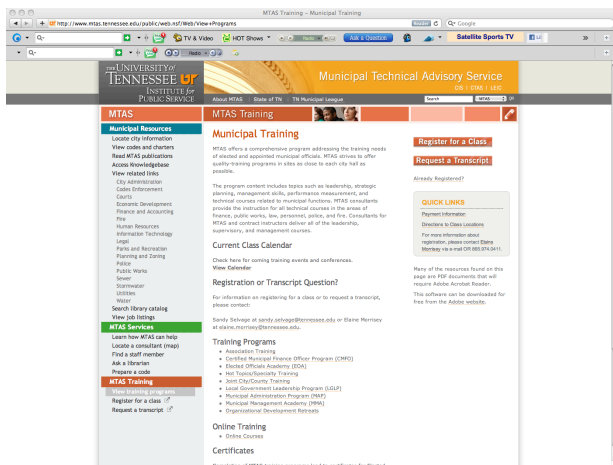 MTAS Training - Municipal Training
http://www.mtas.tennessee.edu/public/web.nsf/Web/View+Programs
Reader
Q- Google
Q-
TV & Video
HOT Shows
Radio
Ask a Question
Satellite Sports TV
Q-
Radio
THE UNIVERSITY of
TENNESSEE UT
INSTITUTE for
PUBLIC SERVICE
Municipal Technical Advisory Service
CIS | CTAS | LEIC
About MTAS
State of TN
TN Municipal League
Search
MTAS
MTAS
MTAS Training
Municipal Resources
Locate city information
View codes and charters
Read MTAS publications
Access Knowledgebase
View related links
City Administration
Codes Enforcement
Courts
Economic Development
Finance and Accounting
Fire
Human Resources
Information Technology
Legal
Parks and Recreation
Planning and Zoning
Police
Public Works
Sewer
Stormwater
Utilities
Water
Search library catalog
View job listings
MTAS Services
Learn how MTAS can help
Locate a consultant (map)
Find a staff member
Ask a librarian
Prepare a code
MTAS Training
View training programs
Register for a class
Request a transcript
Municipal Training
MTAS offers a comprehensive program addressing the training needs
of elected and appointed municipal officials. MTAS strives to offer
quality-training programs in sites as close to each city hall as
possible.
The program content includes topics such as leadership, strategic
planning, management skills, performance measurement, and
technical courses related to municipal functions. MTAS consultants
provide the instruction for all technical courses in the areas of
finance, public works, law, personnel, police, and fire. Consultants for
MTAS and contract instructors deliver all of the leadership,
supervisory, and management courses.
Current Class Calendar
Check here for coming training events and conferences.
View Calendar
Registration or Transcript Question?
For information on registering for a class or to request a transcript,
please contact:
Sandy Selvage at sandy.selvage@tennessee.edu or Elaine Morrisey
at elaine.morrisey@tennessee.edu.
Training Programs
Association Training
Certified Municipal Finance Officer Program (CMFO)
Elected Officials Academy (EOA)
Hot Topics/Specialty Training
Joint City/County Training
Local Government Leadership Program (LGLP)
Municipal Administration Program (MAP)
Municipal Management Academy (MMA)
Organizational Development Retreats
Online Training
Online Courses
Certificates
Register for a Class
Request a Transcript
Already Registered?
QUICK LINKS
Payment Information
Directions to Class Locations
For more information about
registration, please contact Elaine
Morrisey via e-mail OR 865.974.0411.
Many of the resources found on this
page are PDF documents that will
require Adobe Acrobat Reader.
This software can be downloaded for
free from the Adobe website.